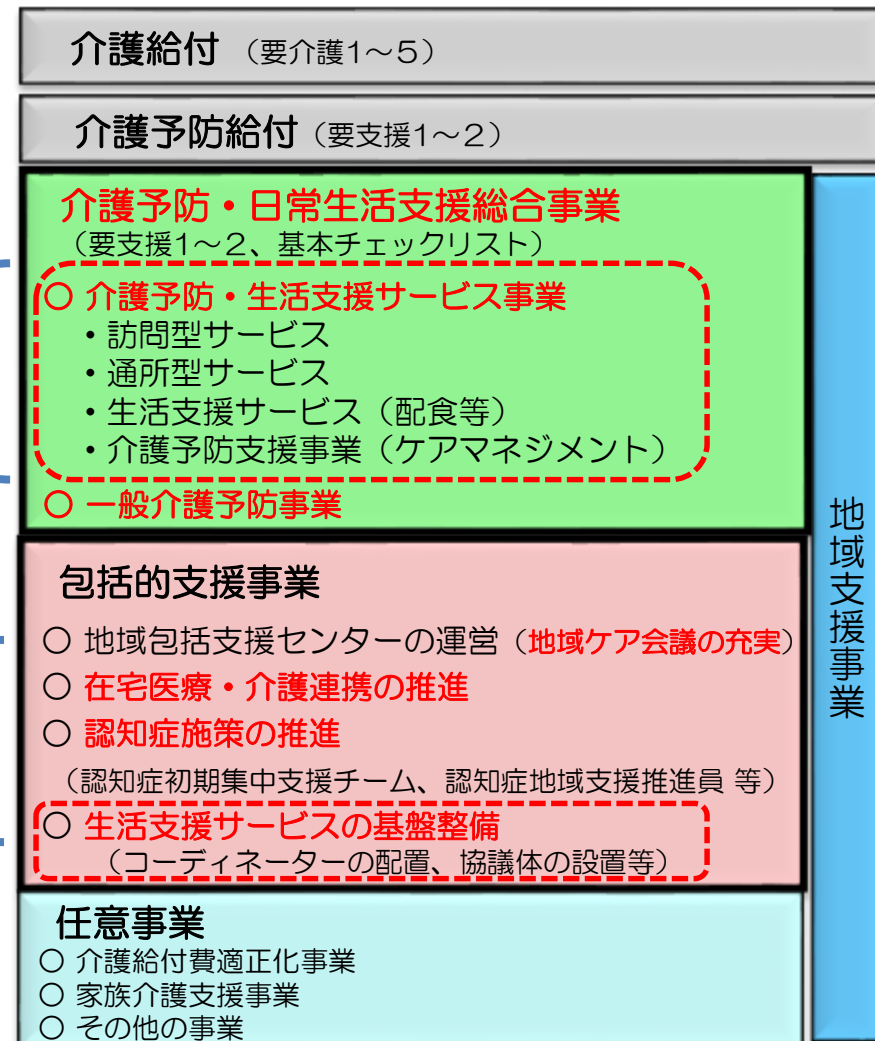 介護給付 （要介護1～5）
介護予防給付（要支援1～2）
介護予防・日常生活支援総合事業
（要支援1～2、基本チェックリスト）
○ 介護予防・生活支援サービス事業
・訪問型サービス
・通所型サービス
・生活支援サービス（配食等）
・介護予防支援事業（ケアマネジメント）
○ 一般介護予防事業
包括的支援事業
○ 地域包括支援センターの運営（地域ケア会議の充実）
○ 在宅医療・介護連携の推進
○ 認知症施策の推進
（認知症初期集中支援チーム、認知症地域支援推進員 等）
○ 生活支援サービスの基盤整備
（コーディネーターの配置、協議体の設置等）
任意事業
○ 介護給付費適正化事業
○ 家族介護支援事業
○ その他の事業
地域支援事業